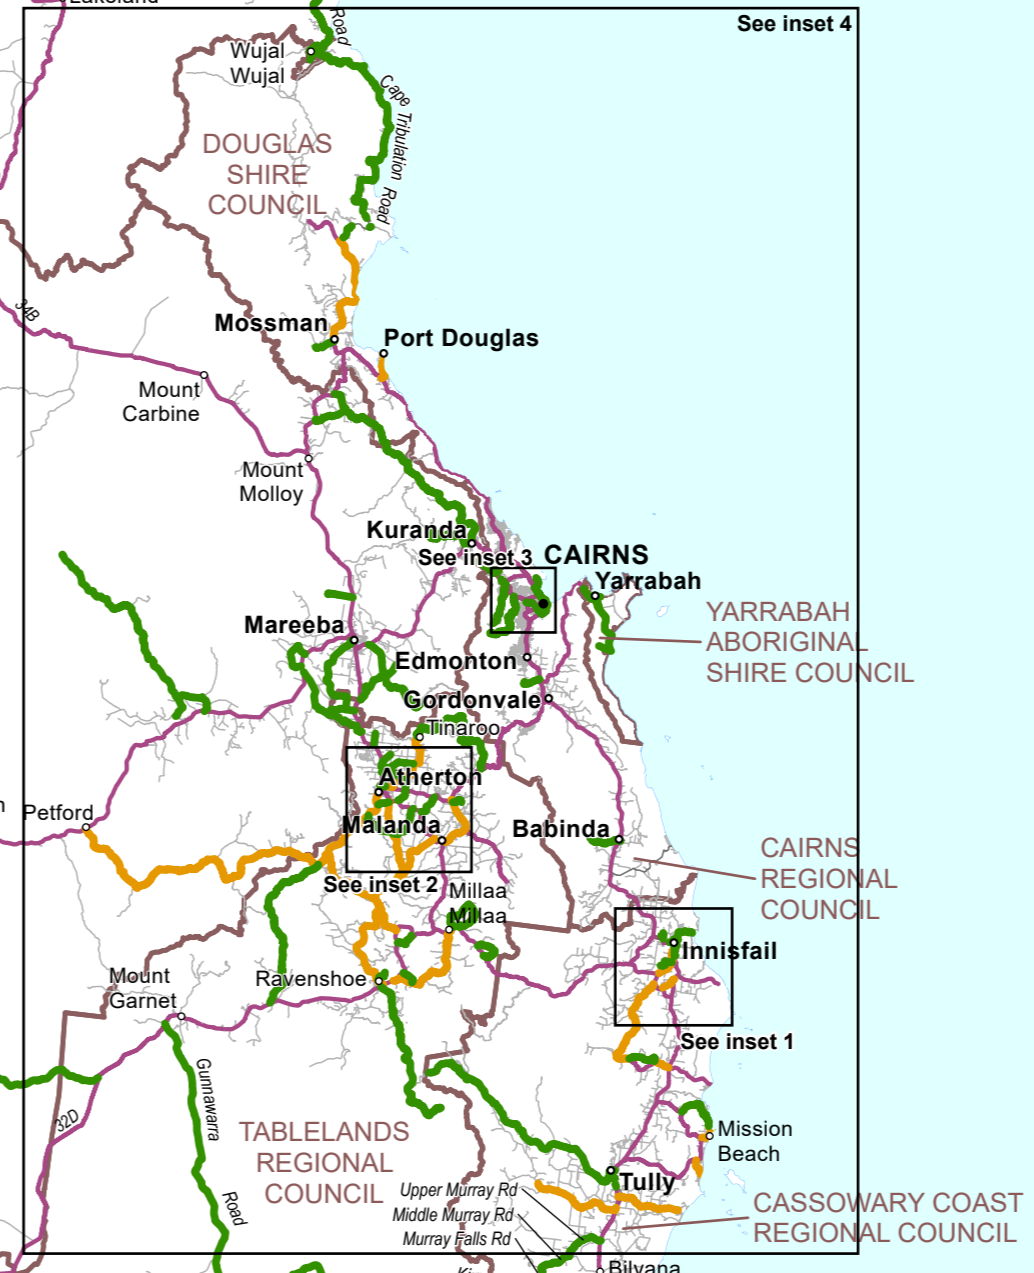 Lakeland
Road
See inset 4
Wujal
Wujal
Cape Tribulation Road
DOUGLAS
SHIRE
COUNCIL
34B
Mossman
Port Douglas
Mount
Carbine
Mount
Molloy
Kuranda
See inset 3
CAIRNS
Yarrabah
YARRABAH
ABORIGINAL
SHIRE COUNCIL
Mareeba
Edmonton
Gordonvale
Tinaroo
Atherton
Petford
Malanda
Babinda
CAIRNS
REGIONAL
COUNCIL
See inset 2
Millaa
Millaa
Innisfail
Ravenshoe
Mount
Garnet
See inset 1
Gunnawarra
Road
32D
TABLELANDS
REGIONAL
COUNCIL
Mission
Beach
Tully
Upper Murray Rd
Middle Murray Rd
Murray Falls Rd
CASSOWARY COAST
REGIONAL COUNCIL
Bilyana